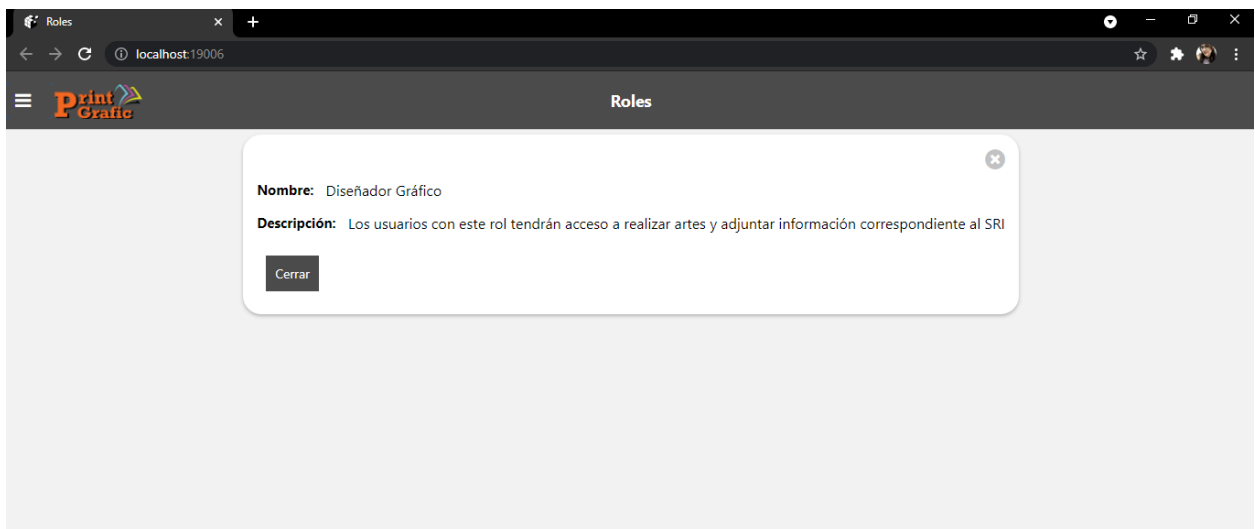 Roles
localhost:19006
Print
Grafic
Roles
Nombre: Diseñador Gráfico
Descripción: Los usuarios con este rol tendrán acceso a realizar artes y adjuntar información correspondiente al SRI
Cerrar